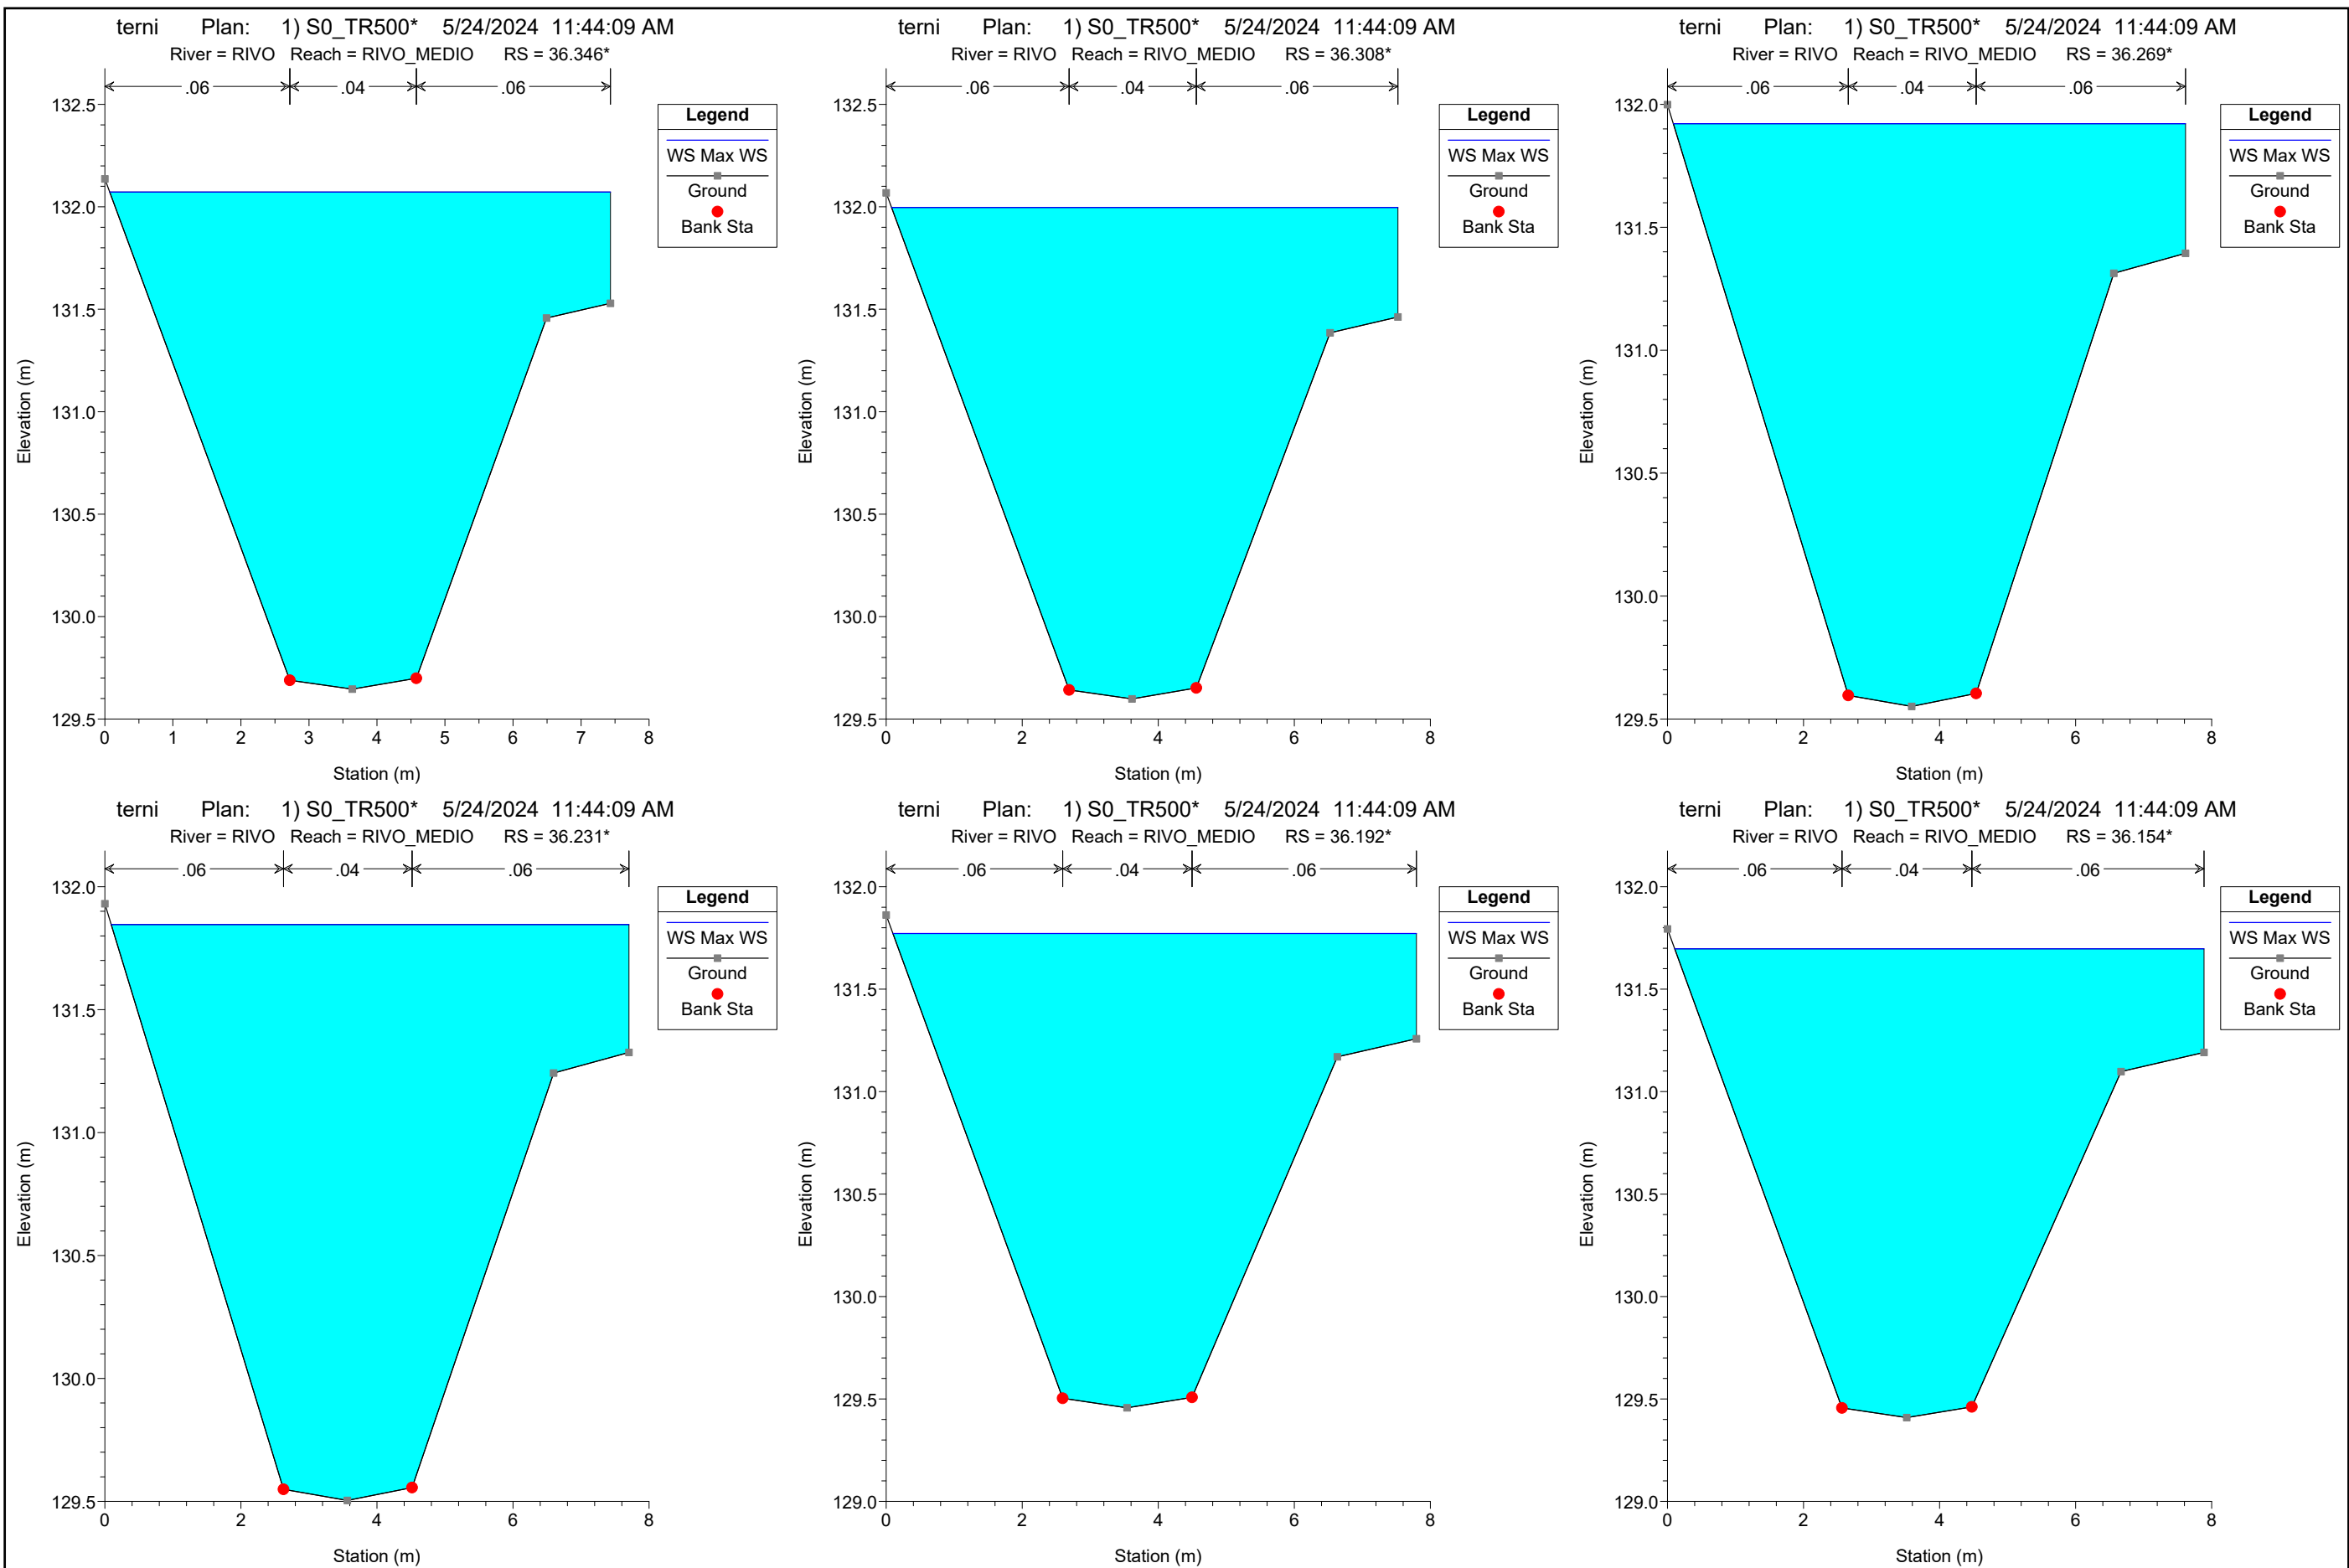 terni Plan: 1) S0_TR500* 5/24/2024 11:44:09 AM
River = RIVO Reach = RIVO_MEDIO RS = 36.346*
.06 .04 .06
132.5
132.0
131.5
131.0
130.5
130.0
129.5
0 1 2 3 4 5 6 7 8
Station (m)
Elevation (m)
Legend
WS Max WS
Ground
Bank Sta
terni Plan: 1) S0_TR500* 5/24/2024 11:44:09 AM
River = RIVO Reach = RIVO_MEDIO RS = 36.308*
.06 .04 .06
132.5
132.0
131.5
131.0
130.5
130.0
129.5
0 2 4 6 8
Station (m)
Elevation (m)
Legend
WS Max WS
Ground
Bank Sta
terni Plan: 1) S0_TR500* 5/24/2024 11:44:09 AM
River = RIVO Reach = RIVO_MEDIO RS = 36.269*
.06 .04 .06
132.0
131.5
131.0
130.5
130.0
129.5
0 2 4 6 8
Station (m)
Elevation (m)
Legend
WS Max WS
Ground
Bank Sta
terni Plan: 1) S0_TR500* 5/24/2024 11:44:09 AM
River = RIVO Reach = RIVO_MEDIO RS = 36.231*
.06 .04 .06
132.0
131.5
131.0
130.5
130.0
129.5
0 2 4 6 8
Station (m)
Elevation (m)
Legend
WS Max WS
Ground
Bank Sta
terni Plan: 1) S0_TR500* 5/24/2024 11:44:09 AM
River = RIVO Reach = RIVO_MEDIO RS = 36.192*
.06 .04 .06
132.0
131.5
131.0
130.5
130.0
129.5
129.0
0 2 4 6 8
Station (m)
Elevation (m)
Legend
WS Max WS
Ground
Bank Sta
terni Plan: 1) S0_TR500* 5/24/2024 11:44:09 AM
River = RIVO Reach = RIVO_MEDIO RS = 36.154*
.06 .04 .06
132.0
131.5
131.0
130.5
130.0
129.5
129.0
0 2 4 6 8
Station (m)
Elevation (m)
Legend
WS Max WS
Ground
Bank Sta